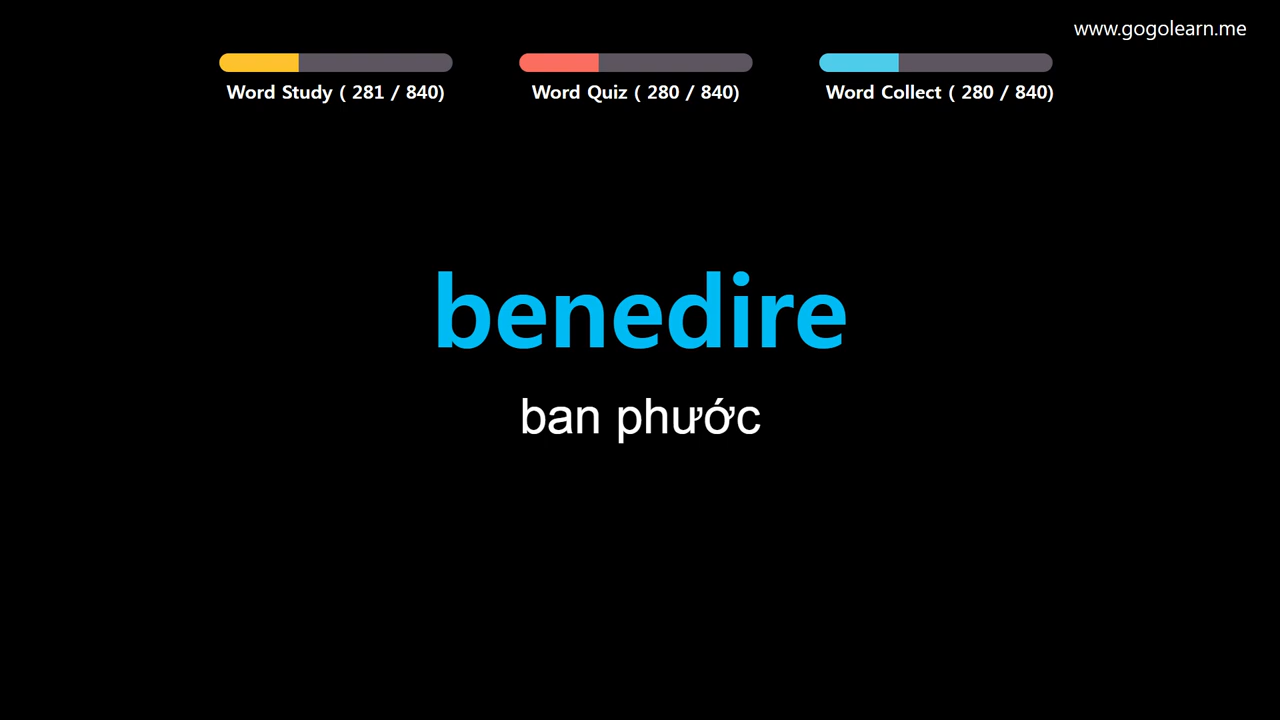 www.gogolearn.me
Word Study ( 281 / 840)
Word Quiz ( 280 / 840)
Word Collect ( 280 / 840)
benedire
ban phước